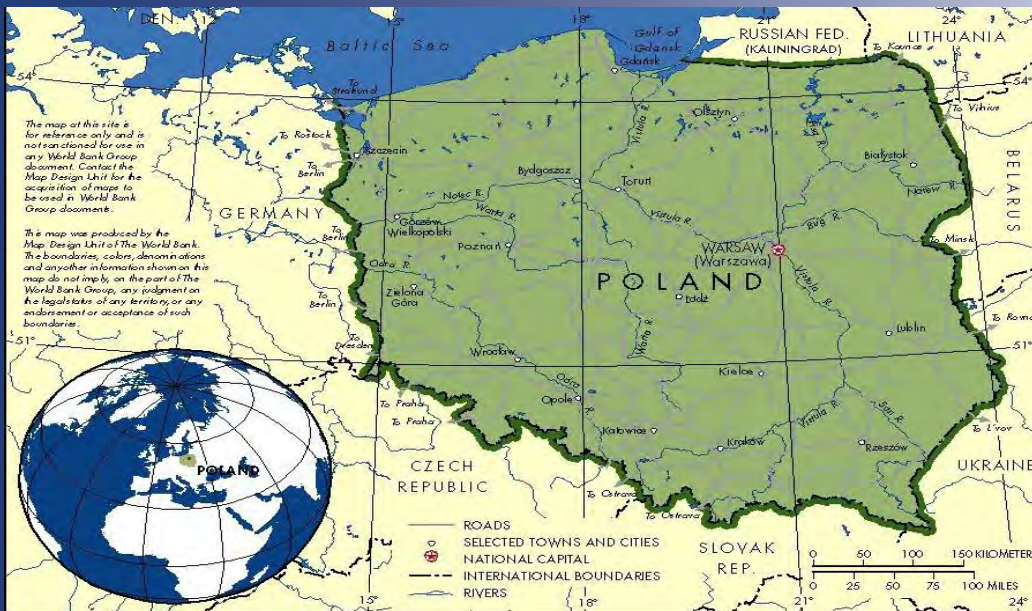 DEN.
12°
15°
18°
21°
24°
Baltic Sea
Gulf of
Gdansk
Gdańsk
RUSSIAN FED.
(KALININGRAD)
LITHUANIA
To Kaunas
54°
54°
To
Stralsund
The map at this site is
for reference only and is
not sanctioned for use in
any World Bank Group
document. Contact the
Map Design Unit for the
acquisition of maps to
be used in World Bank
Group documents.
This map was produced by the
Map Design Unit of The World Bank.
The boundaries, colors, denominations
and any other information shown on this
map do not imply, on the part of The
World Bank Group, any judgment on
the legal status of any territory, or any
endorsement or acceptance of such
boundaries.
To Rostock
To
Berlin
Szczecin
Olsztyn
Vistula R.
Bug R.
To Vilnius
Białystok
Narew R.
BELARUS
Bydgoszcz
Toruń
Notec R.
Warta R.
GERMANY
Gorzów
Wielkopolski
Poznań
Vistula R.
Bug R.
To
Berlin
To Minsk
WARSAW
(Warszawa)
POLAND
Odra R.
Zielona
Góra
Łódź
Vistula R.
To
Berlin
To Rovno
Lublin
51°
51°
To
Dresden
Wrocław
Warta R.
Kielce
Odra R.
Opole
To Praha
To Praha
Katowice
Kraków
Vistula R.
San R.
Rzeszów
To L'vov
POLAND
CZECH
REPUBLIC
To Ostrava
To Ostrava
UKRAINE
SLOVAK
REP.
ROADS
SELECTED TOWNS AND CITIES
NATIONAL CAPITAL
INTERNATIONAL BOUNDARIES
RIVERS
0 50 100 150 KILOMETER
0 25 50 75 100 MILES
15°
18°
21°
24°